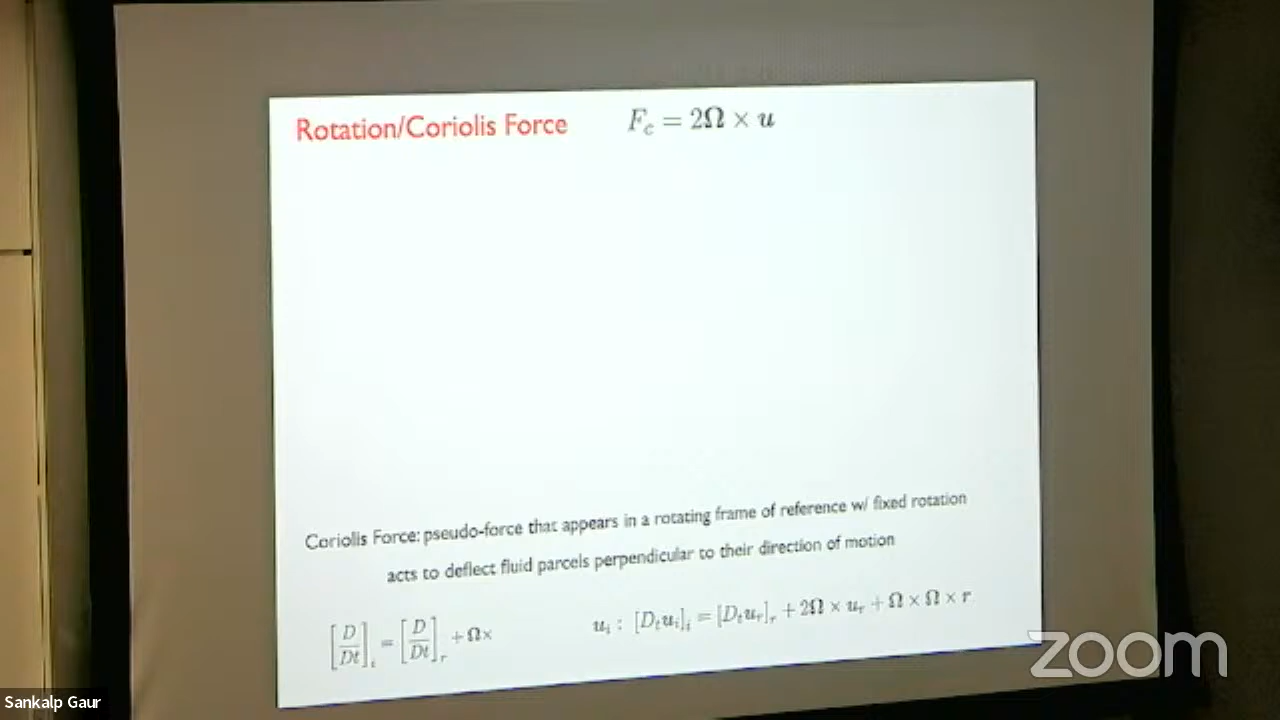 Rotation/Coriolis Force
F_c = 2Ω × u
Coriolis Force: pseudo-force that appears in a rotating frame of reference w/ fixed rotation
acts to deflect fluid parcels perpendicular to their direction of motion
[D/Dt]_i = [D/Dt]_r + Ω×
u_i : [D_t u_i]_i = [D_t u_r]_r + 2Ω × u_r + Ω × Ω × r
zoom
Sankalp Gaur